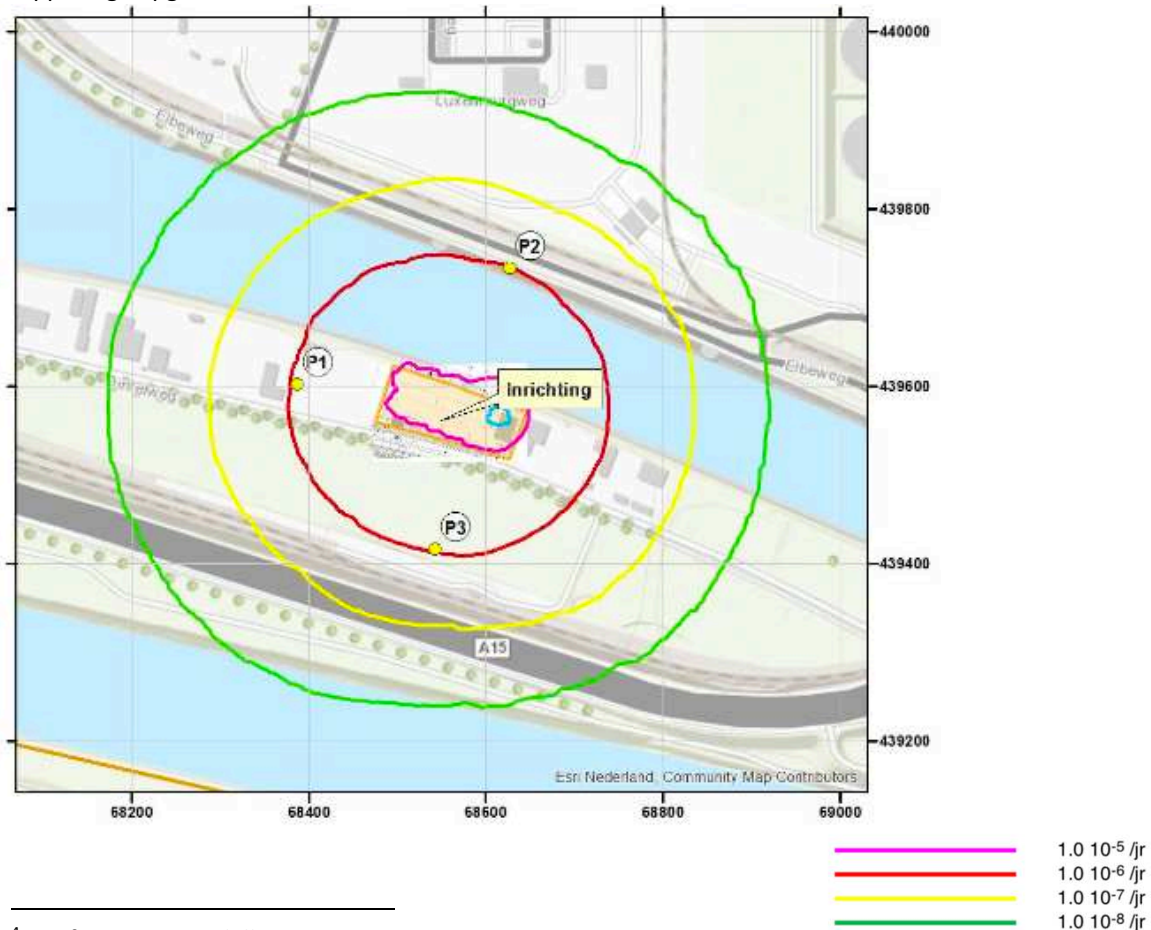 440000
Luxemburgweg
Elbeweg
439800
P2
P1
inrichting
439600
Elbeweg
P3
439400
A15
439200
Esri Nederland, Community Map Contributors
68200
68400
68600
68800
69000
1.0 10-5 /jr
1.0 10-6 /jr
1.0 10-7 /jr
1.0 10-8 /jr